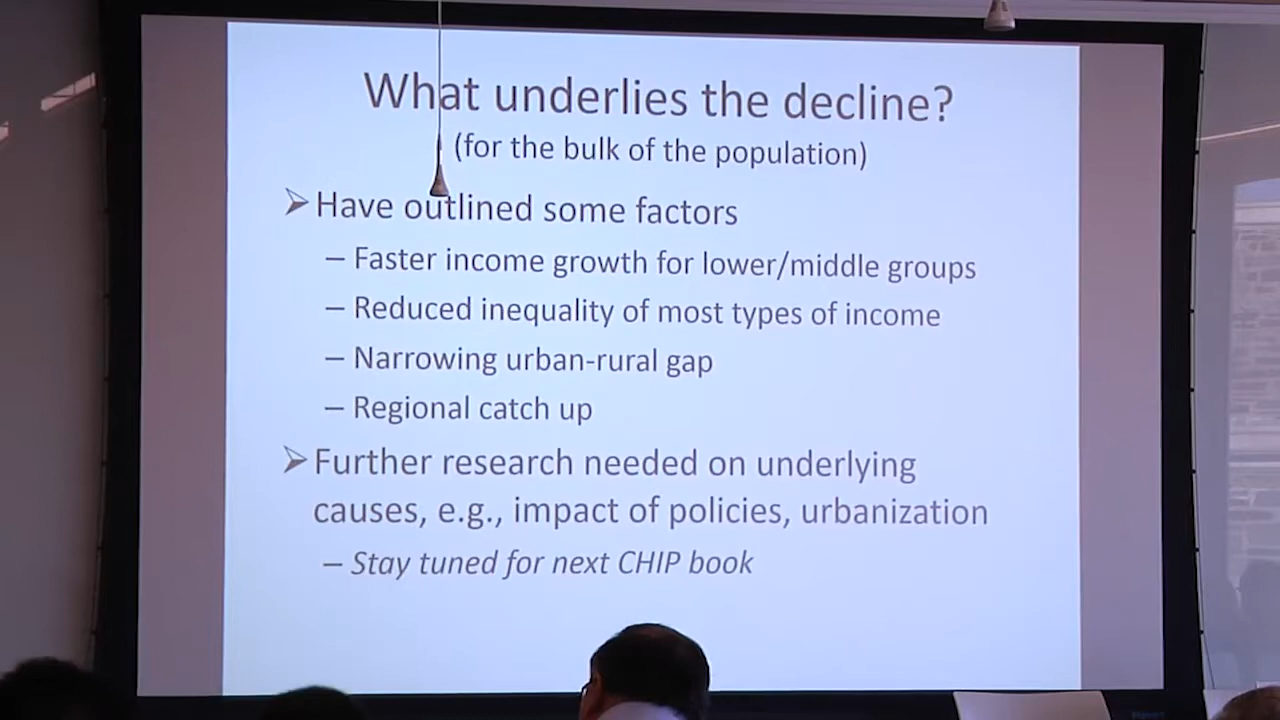 What underlies the decline?
(for the bulk of the population)
➢ Have outlined some factors
– Faster income growth for lower/middle groups
– Reduced inequality of most types of income
– Narrowing urban-rural gap
– Regional catch up
➢ Further research needed on underlying
causes, e.g., impact of policies, urbanization
– Stay tuned for next CHIP book